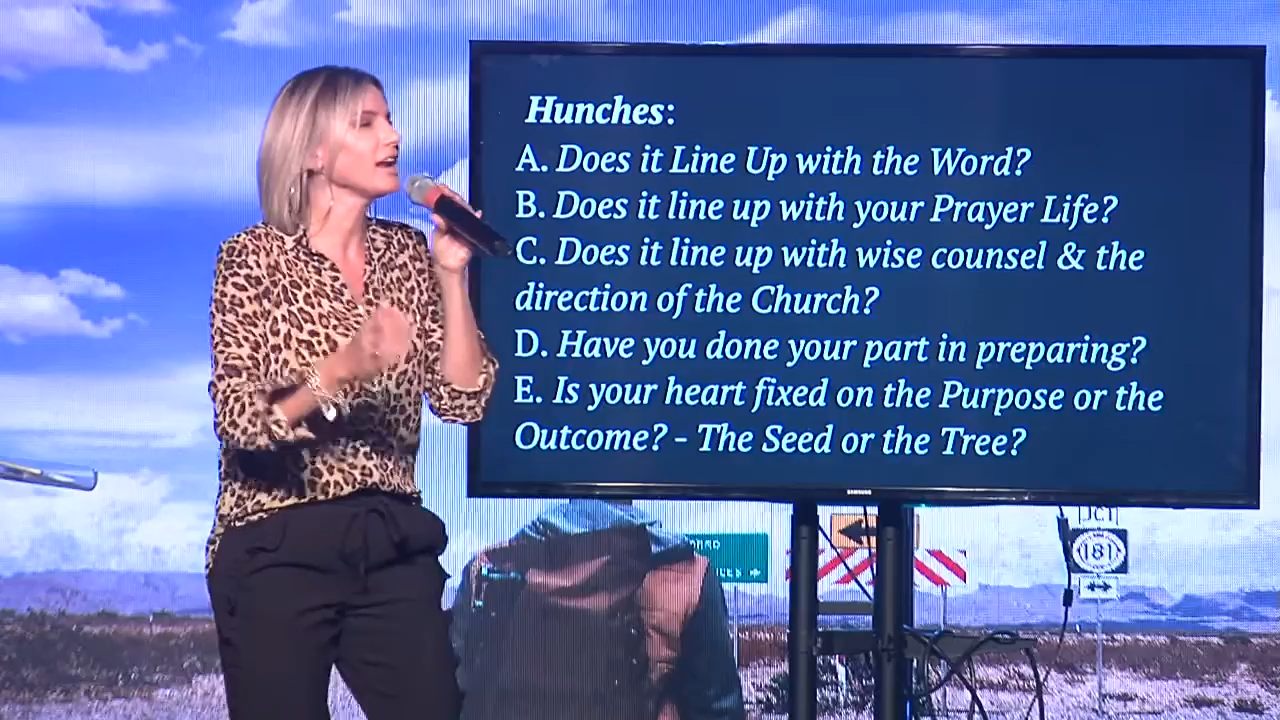 Hunches:
A. Does it Line Up with the Word?
B. Does it line up with your Prayer Life?
C. Does it line up with wise counsel & the
direction of the Church?
D. Have you done your part in preparing?
E. Is your heart fixed on the Purpose or the
Outcome? - The Seed or the Tree?
SAMSUNG
JCT
181